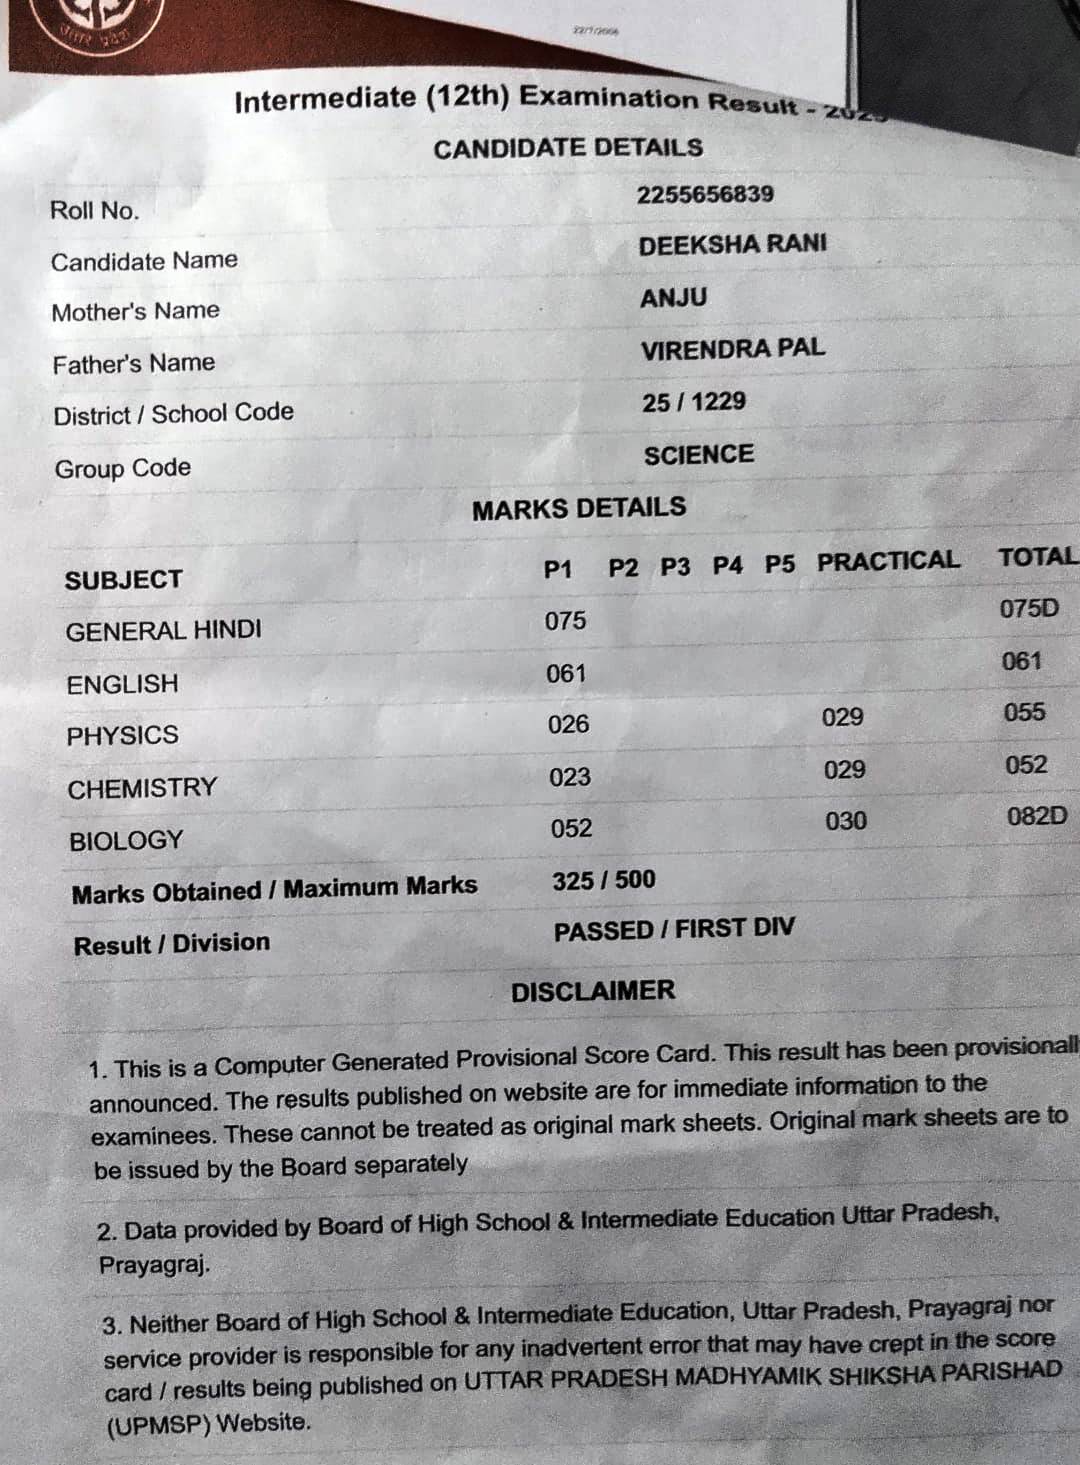 उत्तर प्रदेश
22/7/2006
Intermediate (12th) Examination Result - 2025
CANDIDATE DETAILS
Roll No. 2255656839
Candidate Name DEEKSHA RANI
Mother's Name ANJU
Father's Name VIRENDRA PAL
District / School Code 25 / 1229
Group Code SCIENCE
MARKS DETAILS
SUBJECT P1 P2 P3 P4 P5 PRACTICAL TOTAL
GENERAL HINDI 075 075D
ENGLISH 061 061
PHYSICS 026 029 055
CHEMISTRY 023 029 052
BIOLOGY 052 030 082D
Marks Obtained / Maximum Marks 325 / 500
Result / Division PASSED / FIRST DIV
DISCLAIMER
1. This is a Computer Generated Provisional Score Card. This result has been provisionall
announced. The results published on website are for immediate information to the
examinees. These cannot be treated as original mark sheets. Original mark sheets are to
be issued by the Board separately
2. Data provided by Board of High School & Intermediate Education Uttar Pradesh,
Prayagraj.
3. Neither Board of High School & Intermediate Education, Uttar Pradesh, Prayagraj nor
service provider is responsible for any inadvertent error that may have crept in the score
card / results being published on UTTAR PRADESH MADHYAMIK SHIKSHA PARISHAD
(UPMSP) Website.